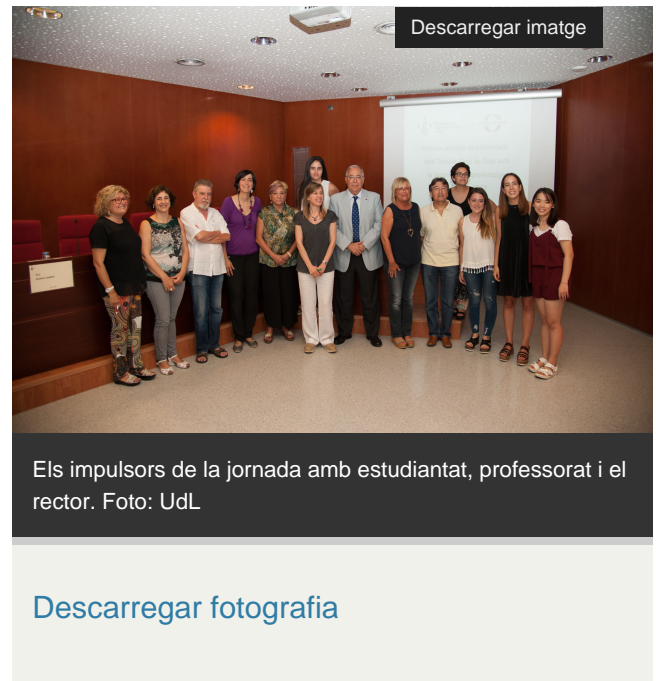 Descarregar imatge
Els impulsors de la jornada amb estudiantat, professorat i el
rector. Foto: UdL
Descarregar fotografia